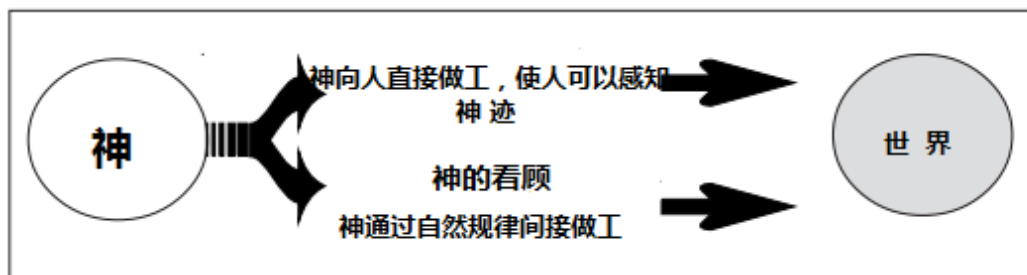 神
神向人直接做工，使人可以感知
神 迹
神的看顾
神通过自然规律间接做工
世 界